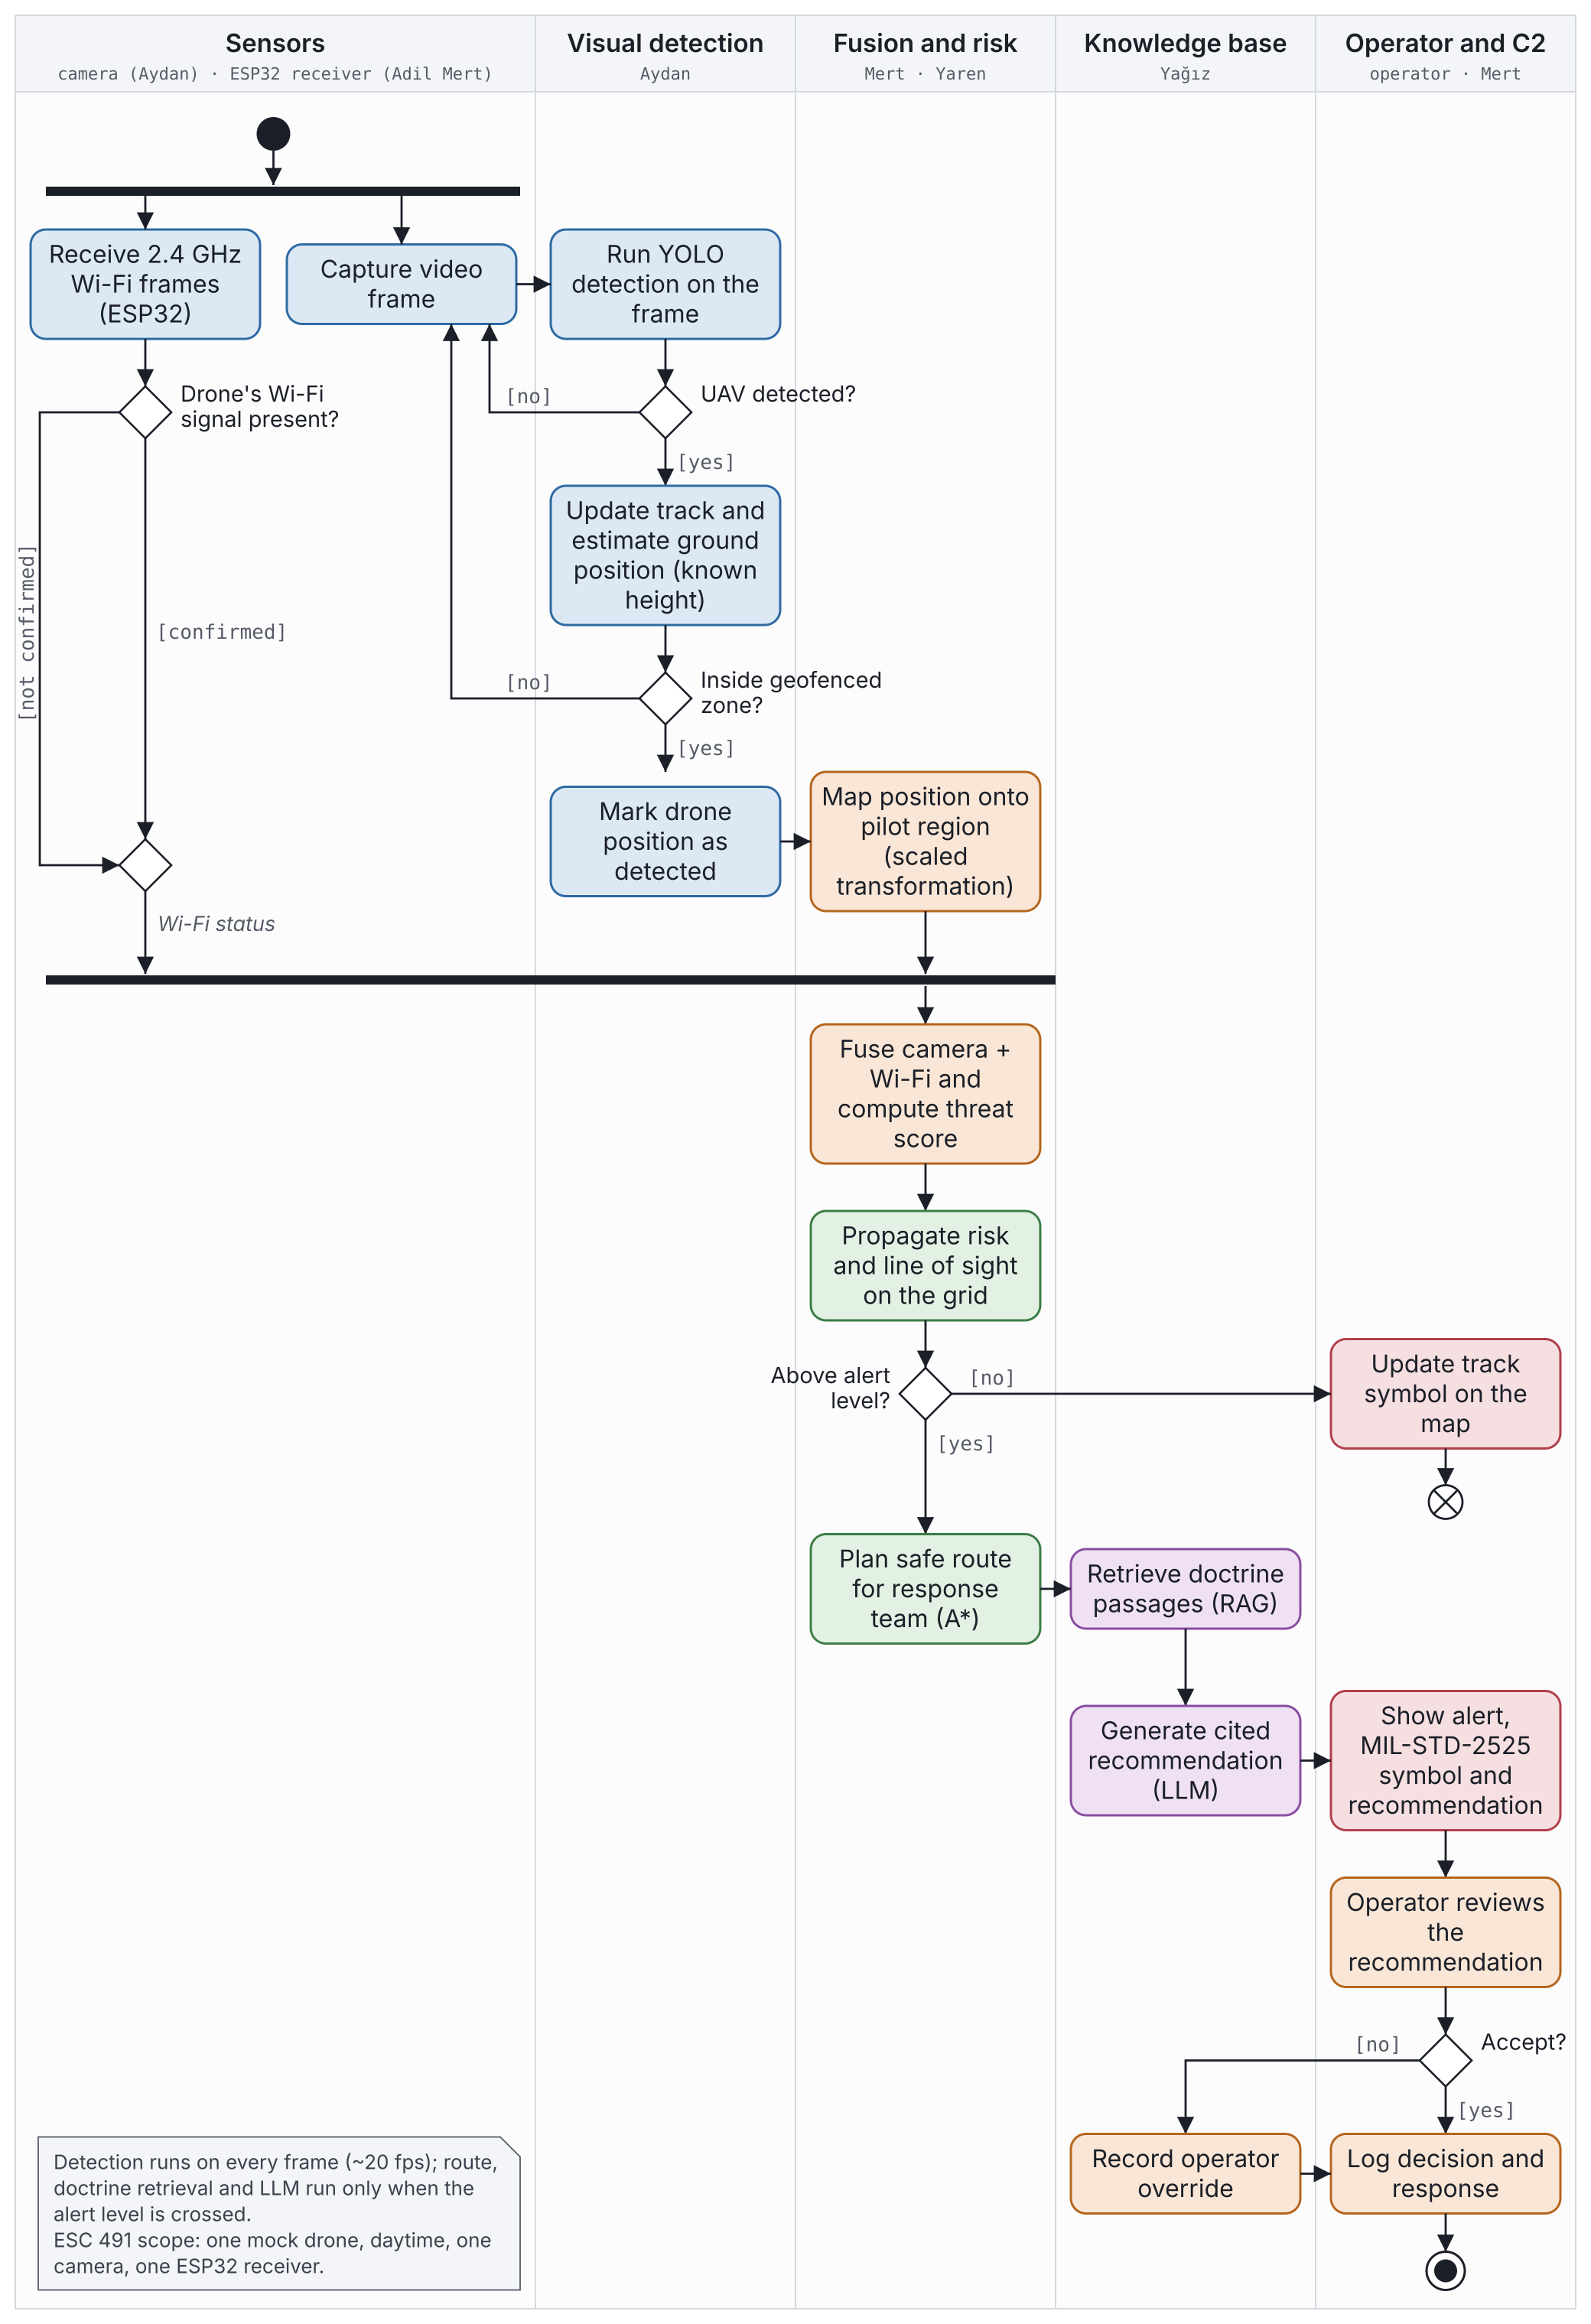 Sensors
camera (Aydan) · ESP32 receiver (Adil Mert)
Visual detection
Aydan
Fusion and risk
Mert · Yaren
Knowledge base
Yağız
Operator and C2
operator · Mert
Receive 2.4 GHz
Wi-Fi frames
(ESP32)
Capture video
frame
Run YOLO
detection on the
frame
Drone's Wi-Fi
signal present?
[no]
UAV detected?
[yes]
Update track and
estimate ground
position (known
height)
[not confirmed]
[confirmed]
[no]
Inside geofenced
zone?
[yes]
Mark drone
position as
detected
Map position onto
pilot region
(scaled
transformation)
Wi-Fi status
Fuse camera +
Wi-Fi and
compute threat
score
Propagate risk
and line of sight
on the grid
Above alert
level?
[no]
[yes]
Update track
symbol on the
map
Plan safe route
for response
team (A*)
Retrieve doctrine
passages (RAG)
Generate cited
recommendation
(LLM)
Show alert,
MIL-STD-2525
symbol and
recommendation
Operator reviews
the
recommendation
[no]
Accept?
[yes]
Record operator
override
Log decision and
response
Detection runs on every frame (~20 fps); route,
doctrine retrieval and LLM run only when the
alert level is crossed.
ESC 491 scope: one mock drone, daytime, one
camera, one ESP32 receiver.